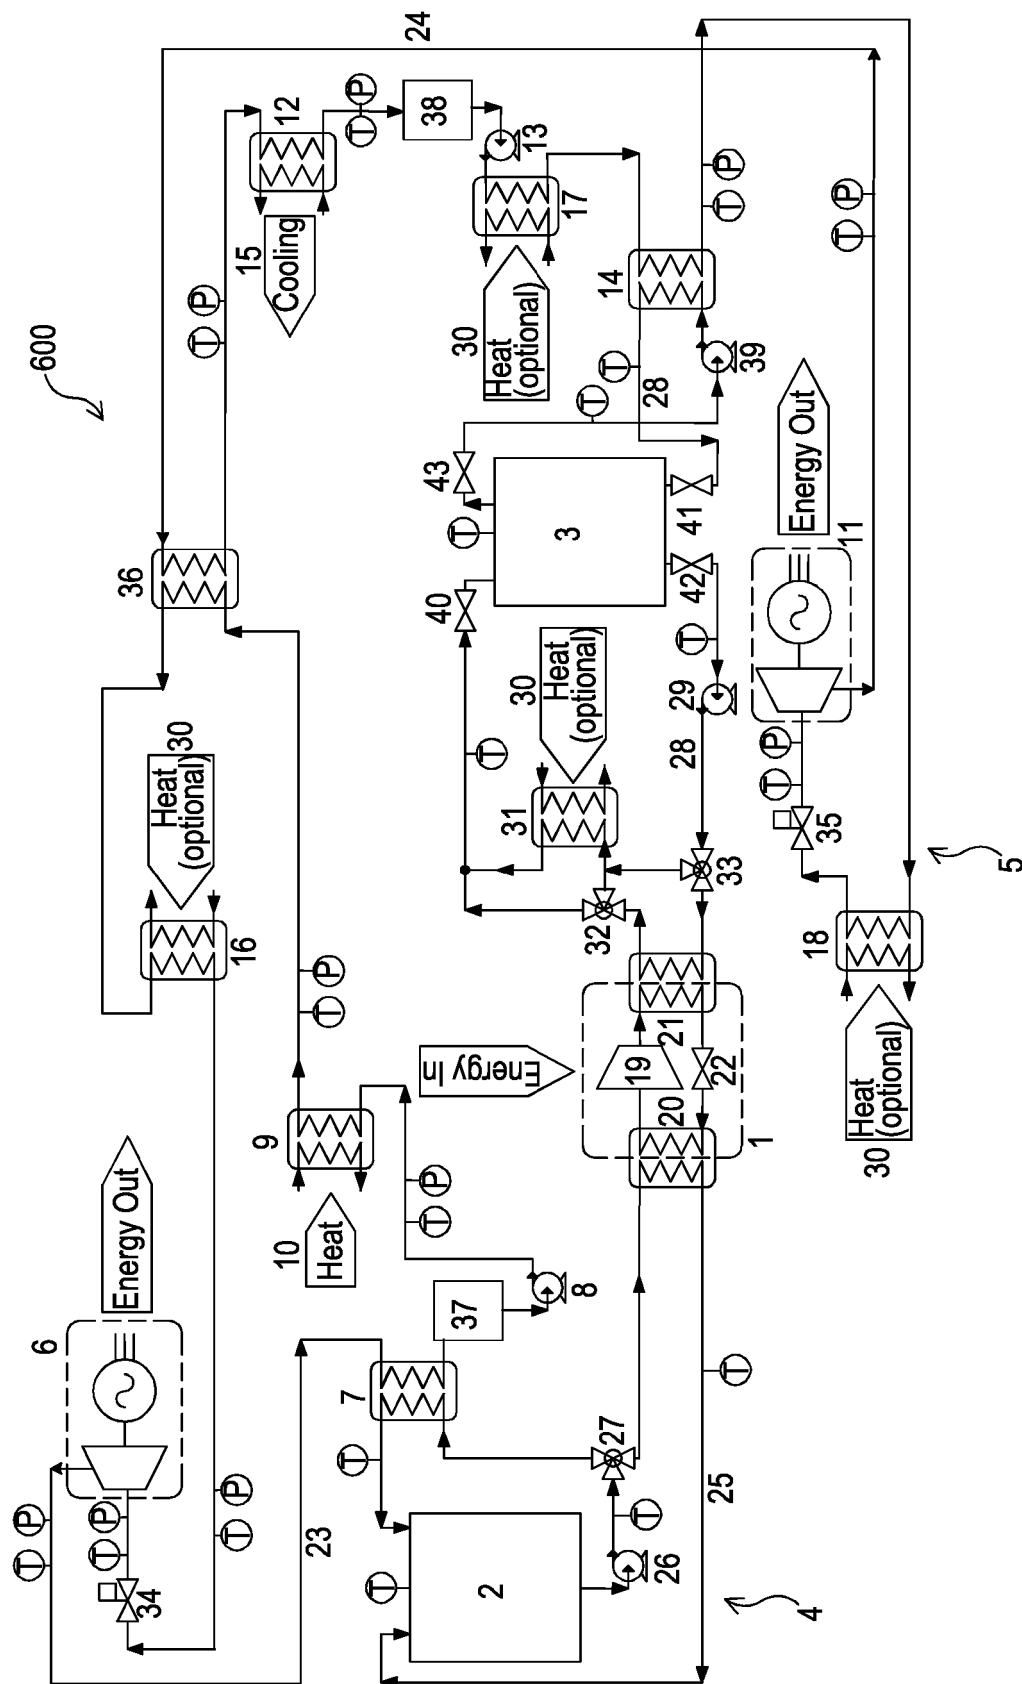 T
P
6
600
T
P
Energy Out
36
34
Heat
(optional)
30
T
P
T
P
16
9
15
Cooling
12
10
Heat
23
T
P
T
7
T
P
T
24
T
P
Energy In
40
43
T
38
37
30
Heat
(optional)
2
T
31
30
Heat
(optional)
13
8
3
17
T
32
T
14
27
T
19
28
26
20
21
42
41
29
T
28
22
33
T
P
25
T
39
1
T
P
Energy Out
4
18
35
11
T
P
30
Heat
(optional)
5